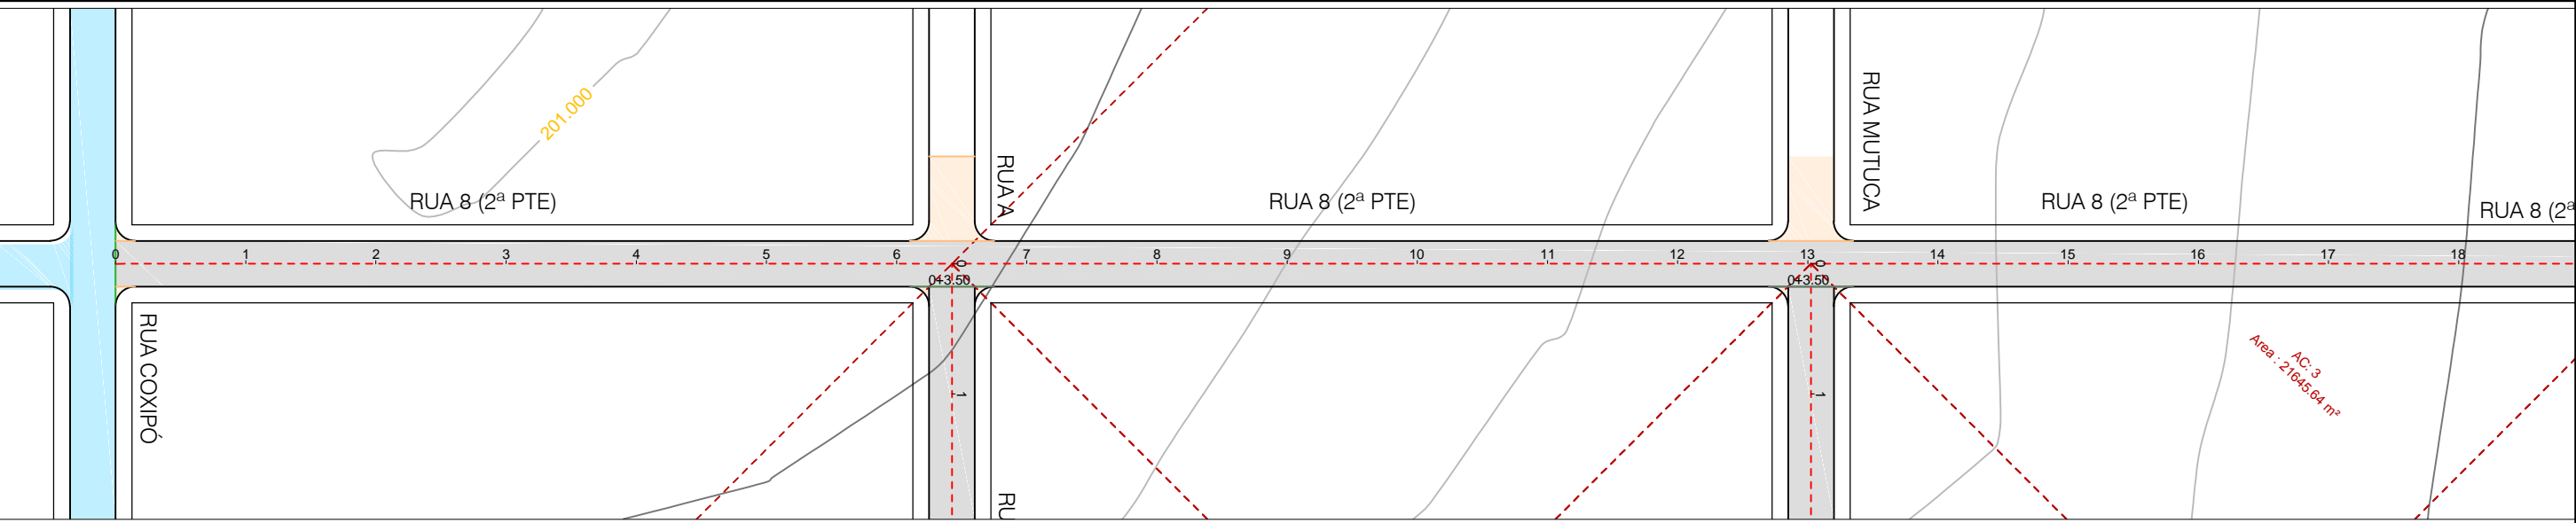 201.000
RUA 8 (2ª PTE)
RUA A
RUA 8 (2ª PTE)
RUA MUTUCA
RUA 8 (2ª PTE)
RUA 8 (2ª
0 1 2 3 4 5 6 7 8 9 10 11 12 13 14 15 16 17 18
0
0+3.50
0
0+3.50
RUA COXIPÓ
1
1
AC: 3
Area : 21645.64 m²
RU